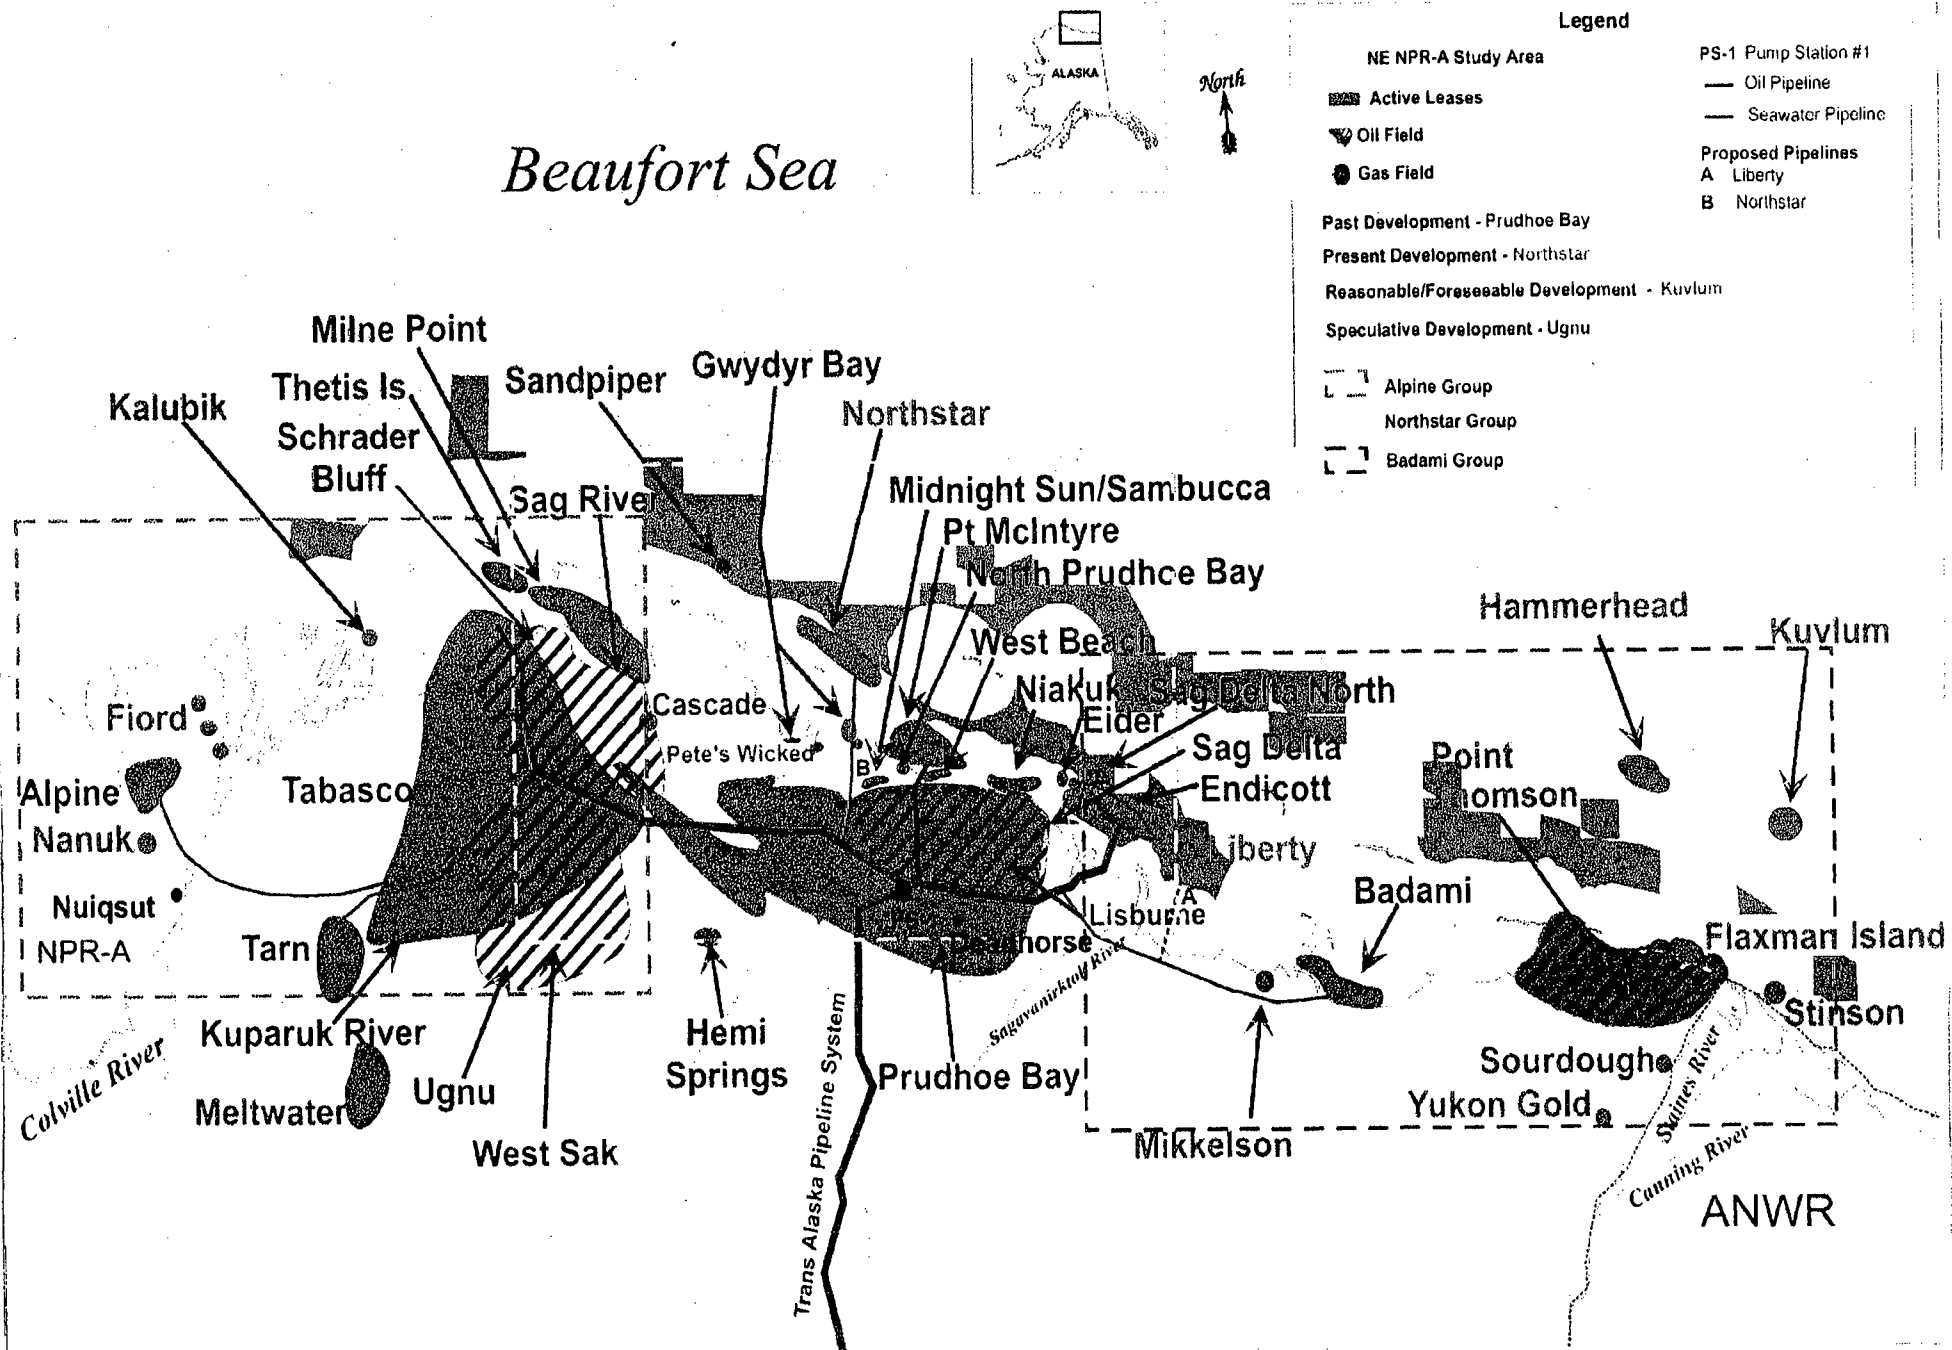 Legend
NE NPR-A Study Area
Active Leases
Oil Field
Gas Field
PS-1 Pump Station #1
Oil Pipeline
Seawater Pipeline
Proposed Pipelines
A Liberty
B Northstar
Past Development - Prudhoe Bay
Present Development - Northstar
Reasonable/Foreseeable Development - Kuvlum
Speculative Development - Ugnu
Alpine Group
Northstar Group
Badami Group
ALASKA
North
Beaufort Sea
Milne Point
Thetis Is.
Kalubik
Schrader
Bluff
Sandpiper
Gwydyr Bay
Northstar
Sag River
Midnight Sun/Sambucca
Pt McIntyre
North Prudhoe Bay
West Beach
Niakuk
Sag Delta North
Eider
Sag Delta
Endicott
Liberty
Hammerhead
Kuvlum
Cascade
Pete's Wicked
B
Fiord
Alpine
Nanuk
Tabasco
Point
Thomson
Badami
Nuiqsut
NPR-A
Tarn
Lisburne
A
Deadhorse
Flaxman Island
Stinson
Kuparuk River
Ugnu
Meltwater
West Sak
Hemi
Springs
Prudhoe Bay
Mikkelson
Sourdough
Yukon Gold
Colville River
Trans Alaska Pipeline System
Sagavanirktok River
Staines River
Canning River
ANWR